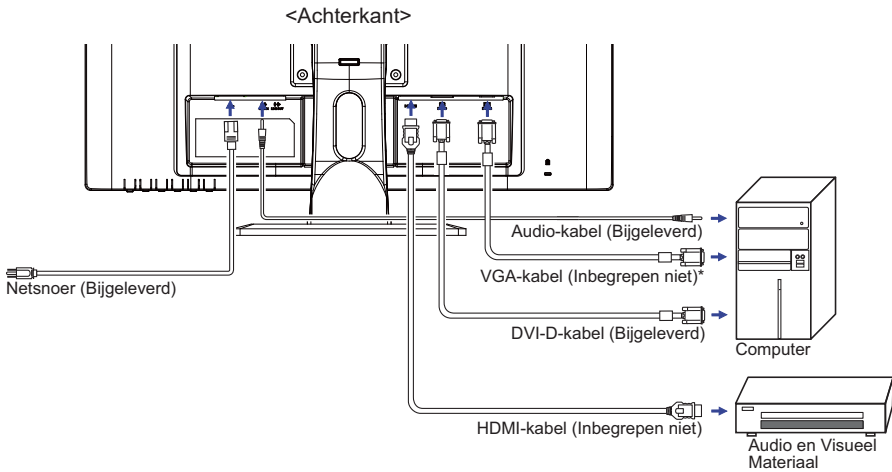 <Achterkant>
Audio-kabel (Bijgeleverd)
VGA-kabel (Inbegrepen niet)*
Netsnoer (Bijgeleverd)
DVI-D-kabel (Bijgeleverd)
Computer
HDMI-kabel (Inbegrepen niet)
Audio en Visueel
Materiaal